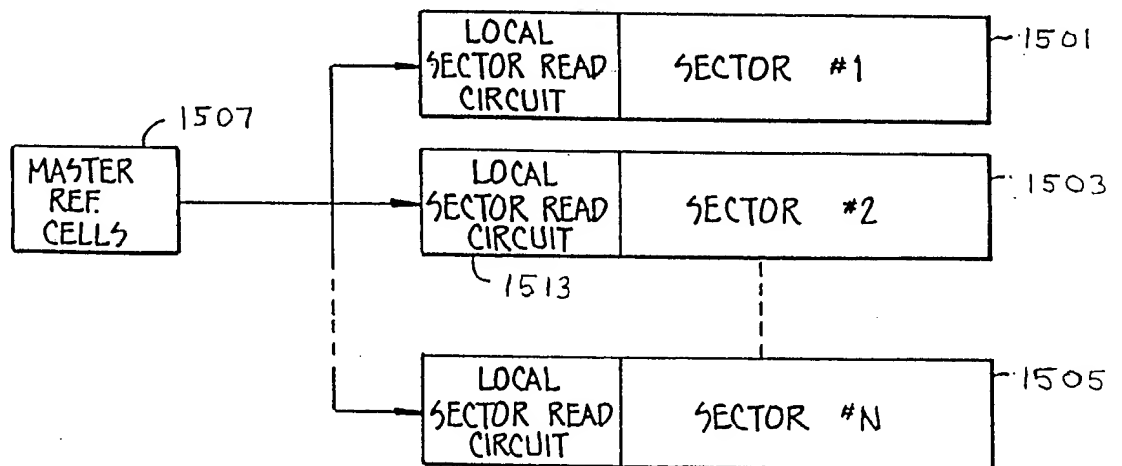 LOCAL
SECTOR READ
CIRCUIT
SECTOR #1
1501
1507
MASTER
REF.
CELLS
LOCAL
SECTOR READ
CIRCUIT
SECTOR #2
1503
1513
LOCAL
SECTOR READ
CIRCUIT
SECTOR #N
1505